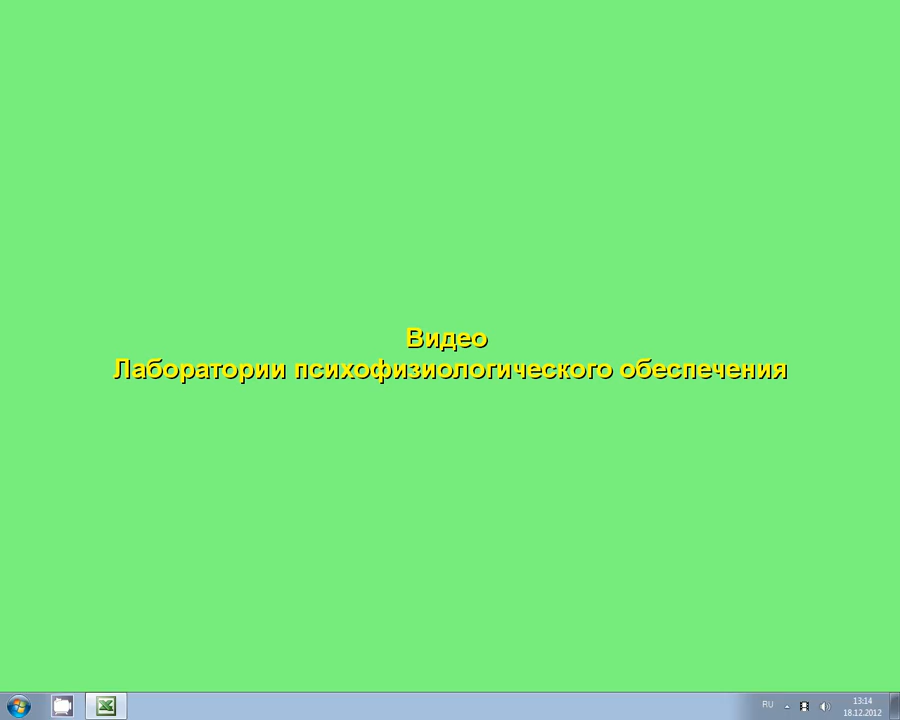 Видео
Лаборатории психофизиологического обеспечения
RU
13:14
18.12.2012